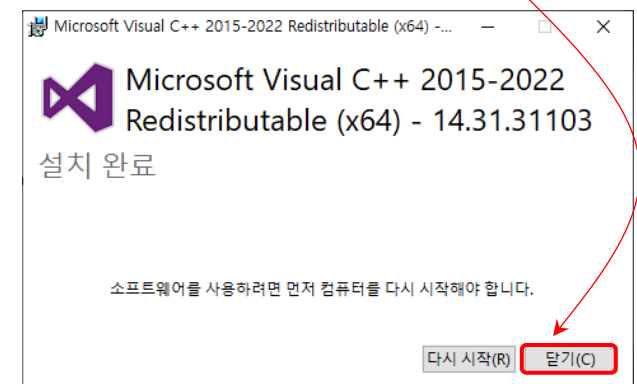 Microsoft Visual C++ 2015-2022 Redistributable (x64) -...
Microsoft Visual C++ 2015-2022
Redistributable (x64) - 14.31.31103
설치 완료
소프트웨어를 사용하려면 먼저 컴퓨터를 다시 시작해야 합니다.
다시 시작(R) 닫기(C)